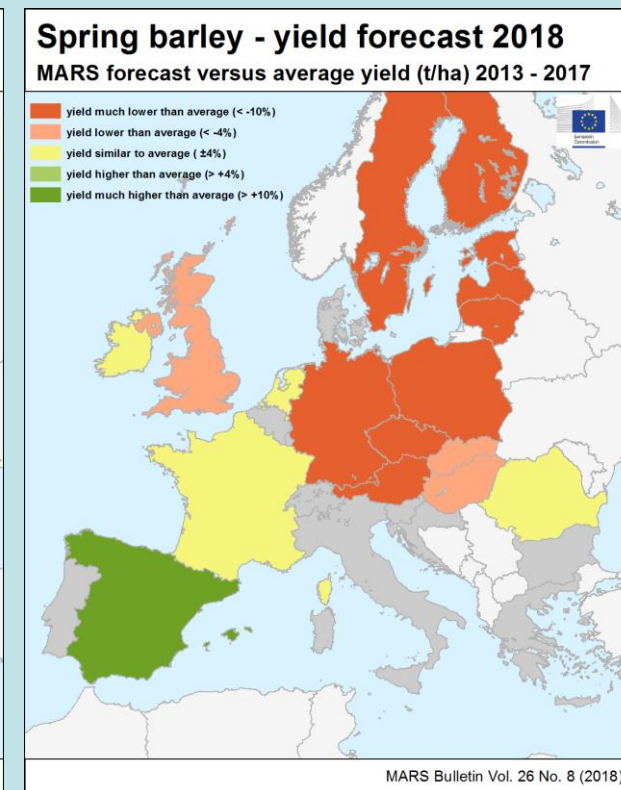 Spring barley - yield forecast 2018
MARS forecast versus average yield (t/ha) 2013 - 2017
yield much lower than average (< -10%)
yield lower than average (< -4%)
yield similar to average ( ±4%)
yield higher than average (> +4%)
yield much higher than average (> +10%)
European
Commission
MARS Bulletin Vol. 26 No. 8 (2018)